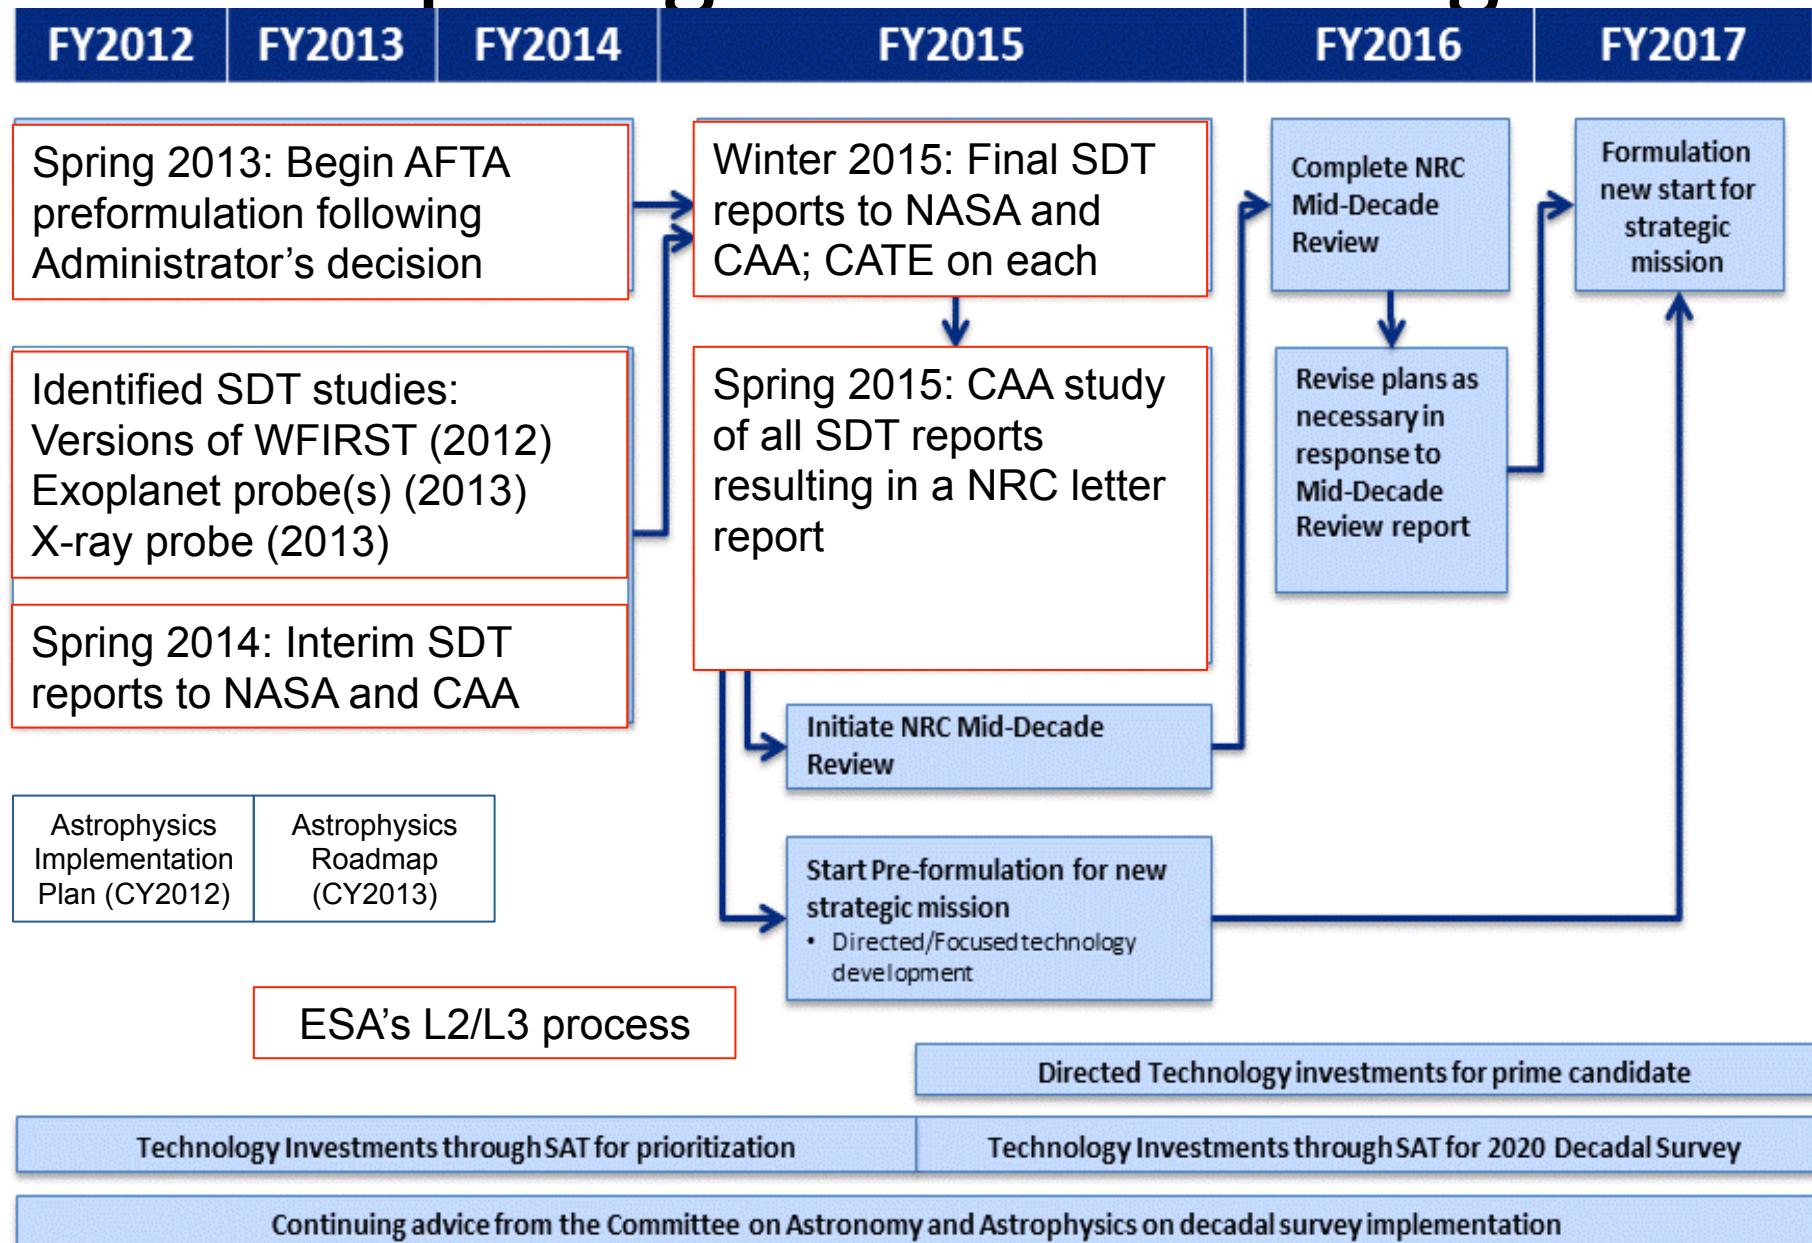 FY2012 FY2013 FY2014 FY2015 FY2016 FY2017
Spring 2013: Begin AFTA
preformulation following
Administrator’s decision
Identified SDT studies:
Versions of WFIRST (2012)
Exoplanet probe(s) (2013)
X-ray probe (2013)
Spring 2014: Interim SDT
reports to NASA and CAA
Astrophysics
Implementation
Plan (CY2012)
Astrophysics
Roadmap
(CY2013)
ESA’s L2/L3 process
Winter 2015: Final SDT
reports to NASA and
CAA; CATE on each
Spring 2015: CAA study
of all SDT reports
resulting in a NRC letter
report
Initiate NRC Mid-Decade
Review
Start Pre-formulation for new
strategic mission
• Directed/Focused technology
development
Complete NRC
Mid-Decade
Review
Revise plans as
necessary in
response to
Mid-Decade
Review report
Formulation
new start for
strategic
mission
Directed Technology investments for prime candidate
Technology Investments through SAT for prioritization
Technology Investments through SAT for 2020 Decadal Survey
Continuing advice from the Committee on Astronomy and Astrophysics on decadal survey implementation